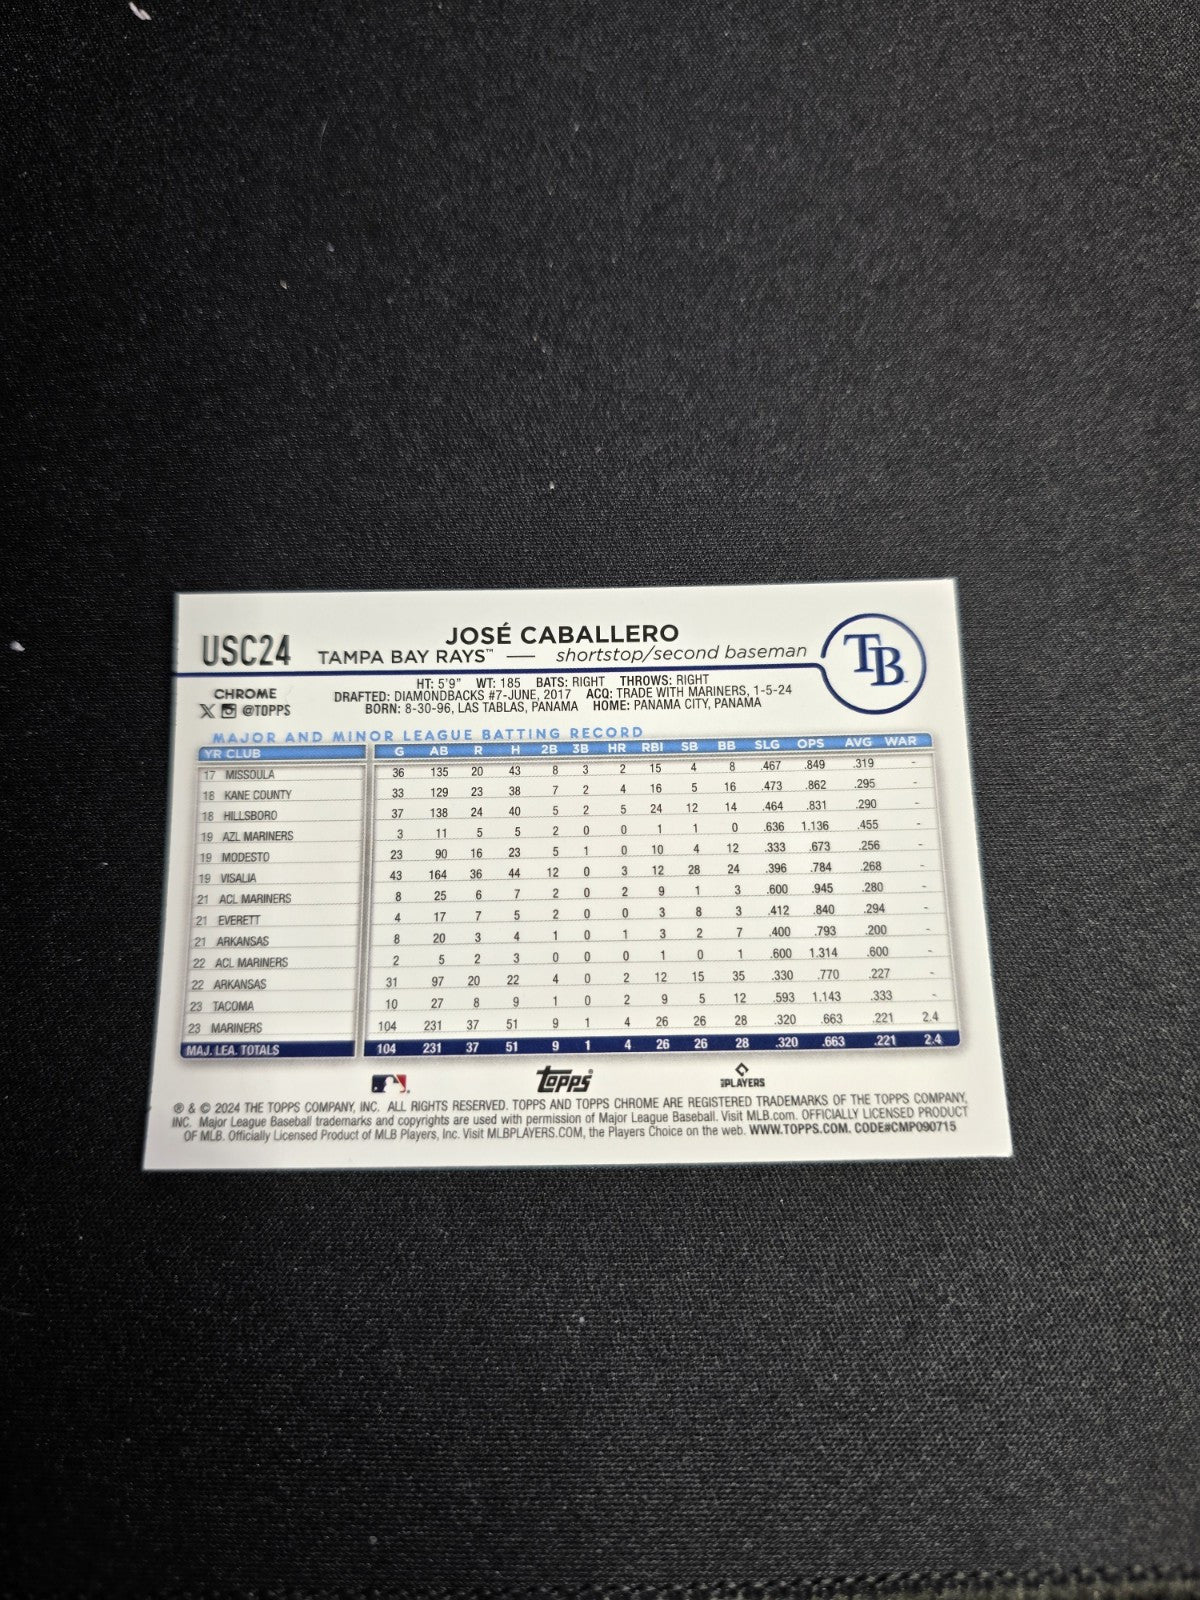 USC24
JOSÉ CABALLERO
TAMPA BAY RAYS™ — shortstop/second baseman
TB
CHROME
X @TOPPS
HT: 5'9" WT: 185 BATS: RIGHT THROWS: RIGHT
DRAFTED: DIAMONDBACKS #7-JUNE, 2017 ACQ: TRADE WITH MARINERS, 1-5-24
BORN: 8-30-96, LAS TABLAS, PANAMA HOME: PANAMA CITY, PANAMA
MAJOR AND MINOR LEAGUE BATTING RECORD
YR CLUB G AB R H 2B 3B HR RBI SB BB SLG OPS AVG WAR
17 MISSOULA 36 135 20 43 8 3 2 15 4 8 .467 .849 .319 -
18 KANE COUNTY 33 129 23 38 7 2 4 16 5 16 .473 .862 .295 -
18 HILLSBORO 37 138 24 40 5 2 5 24 12 14 .464 .831 .290 -
19 AZL MARINERS 3 11 5 5 2 0 0 1 1 0 .636 1.136 .455 -
19 MODESTO 23 90 16 23 5 1 0 10 4 12 .333 .673 .256 -
19 VISALIA 43 164 36 44 12 0 3 12 28 24 .396 .784 .268 -
21 ACL MARINERS 8 25 6 7 2 0 2 9 1 3 .600 .945 .280 -
21 EVERETT 4 17 7 5 2 0 0 3 8 3 .412 .840 .294 -
21 ARKANSAS 8 20 3 4 1 0 1 3 2 7 .400 .793 .200 -
22 ACL MARINERS 2 5 2 3 0 0 0 1 0 1 .600 1.314 .600 -
22 ARKANSAS 31 97 20 22 4 0 2 12 15 35 .330 .770 .227 -
23 TACOMA 10 27 8 9 1 0 2 9 5 12 .593 1.143 .333 -
23 MARINERS 104 231 37 51 9 1 4 26 26 28 .320 .663 .221 2.4
MAJ. LEA. TOTALS 104 231 37 51 9 1 4 26 26 28 .320 .663 .221 2.4
TOPPS
PLAYERS
® & © 2024 THE TOPPS COMPANY, INC. ALL RIGHTS RESERVED. TOPPS AND TOPPS CHROME ARE REGISTERED TRADEMARKS OF THE TOPPS COMPANY,
INC. Major League Baseball trademarks and copyrights are used with permission of Major League Baseball. Visit MLB.com. OFFICIALLY LICENSED PRODUCT
OF MLB. Officially Licensed Product of MLB Players, Inc. Visit MLBPLAYERS.COM, the Players Choice on the web. WWW.TOPPS.COM. CODE#CMP090715